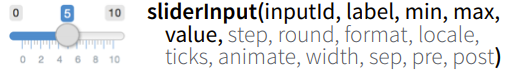 0 5 10
0 2 4 6 8 10
sliderInput(inputId, label, min, max,
value, step, round, format, locale,
ticks, animate, width, sep, pre, post)